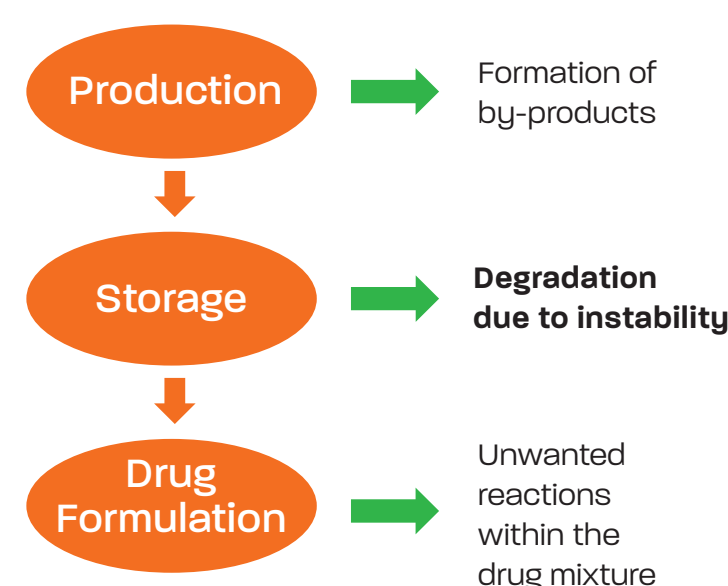 Production
Formation of
by-products
Storage
Degradation
due to instability
Drug
Formulation
Unwanted
reactions
within the
drug mixture